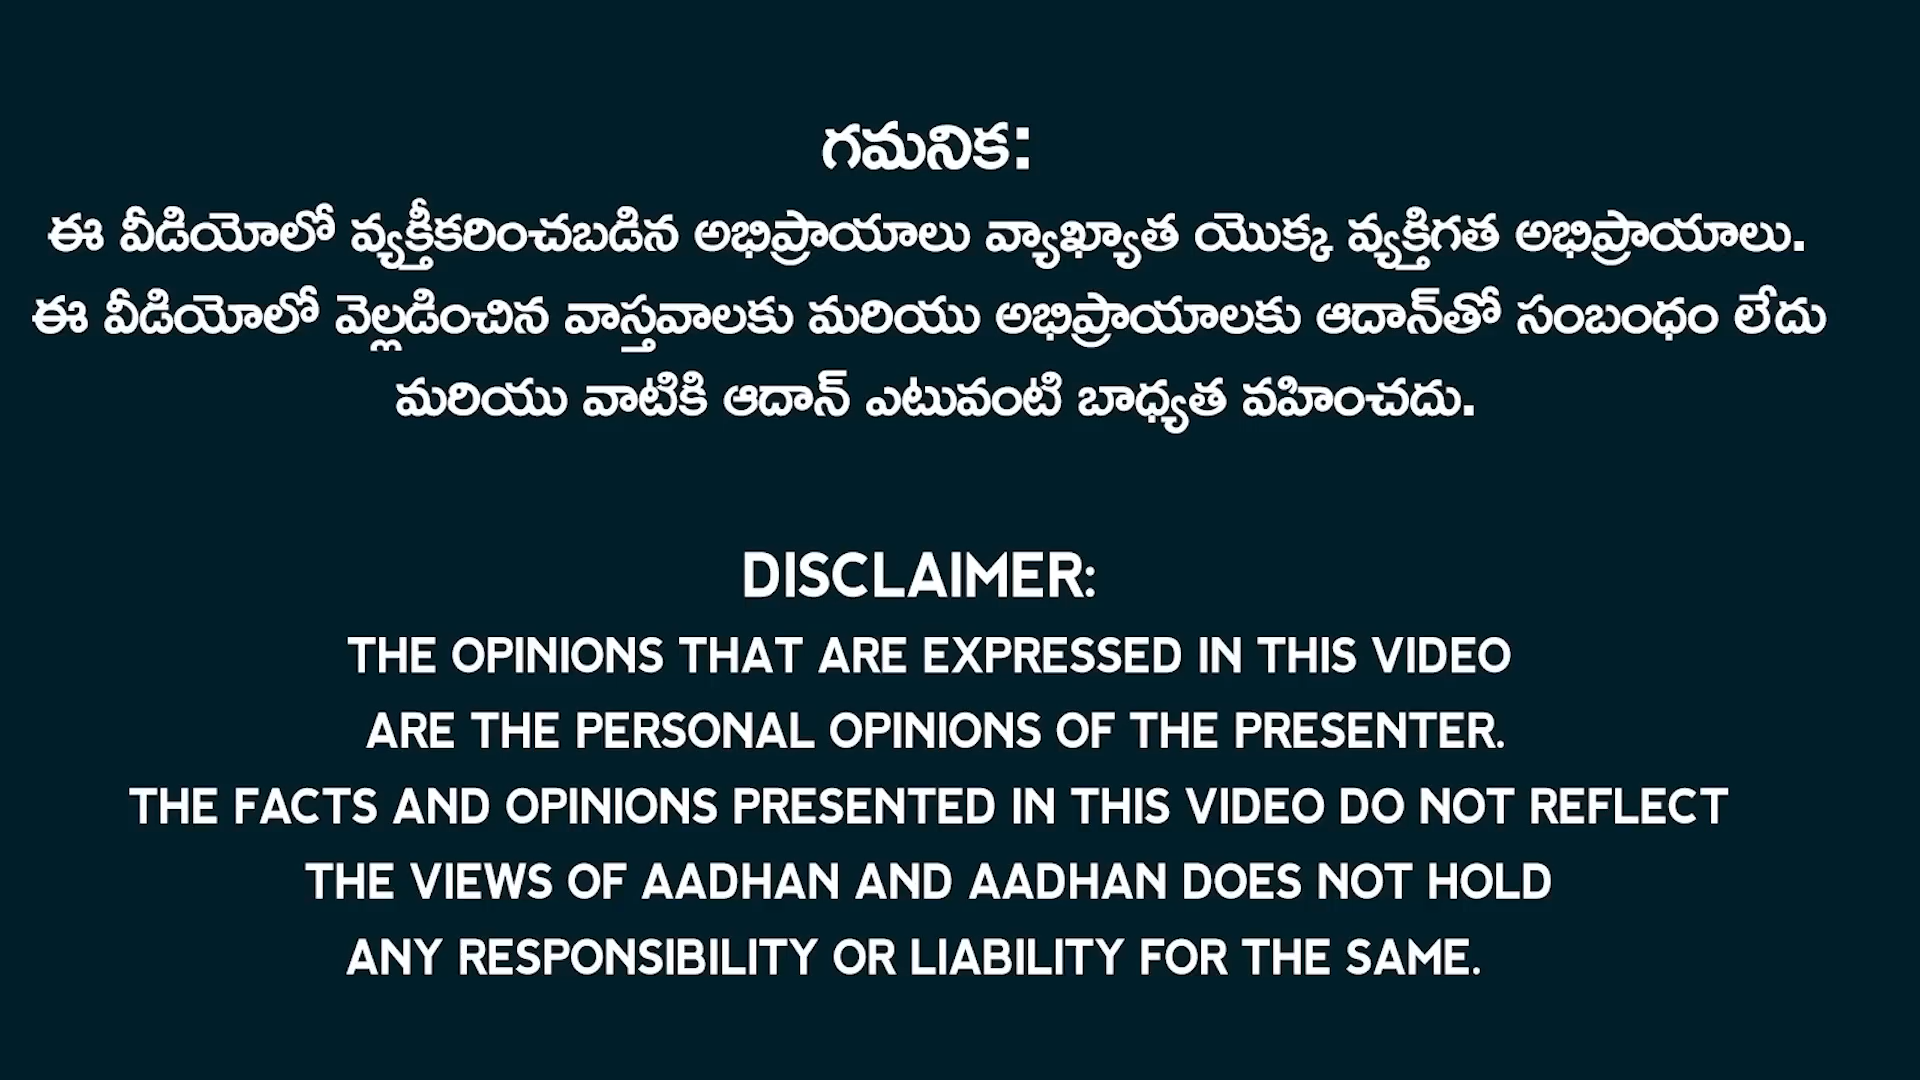 గమనిక:
ఈ వీడియోలో వ్యక్తీకరించబడిన అభిప్రాయాలు వ్యాఖ్యాత యొక్క వ్యక్తిగత అభిప్రాయాలు.
ఈ వీడియోలో వెల్లడించిన వాస్తవాలకు మరియు అభిప్రాయాలకు ఆదాన్‌తో సంబంధం లేదు
మరియు వాటికి ఆదాన్ ఎటువంటి బాధ్యత వహించదు.
DISCLAIMER:
THE OPINIONS THAT ARE EXPRESSED IN THIS VIDEO
ARE THE PERSONAL OPINIONS OF THE PRESENTER.
THE FACTS AND OPINIONS PRESENTED IN THIS VIDEO DO NOT REFLECT
THE VIEWS OF AADHAN AND AADHAN DOES NOT HOLD
ANY RESPONSIBILITY OR LIABILITY FOR THE SAME.